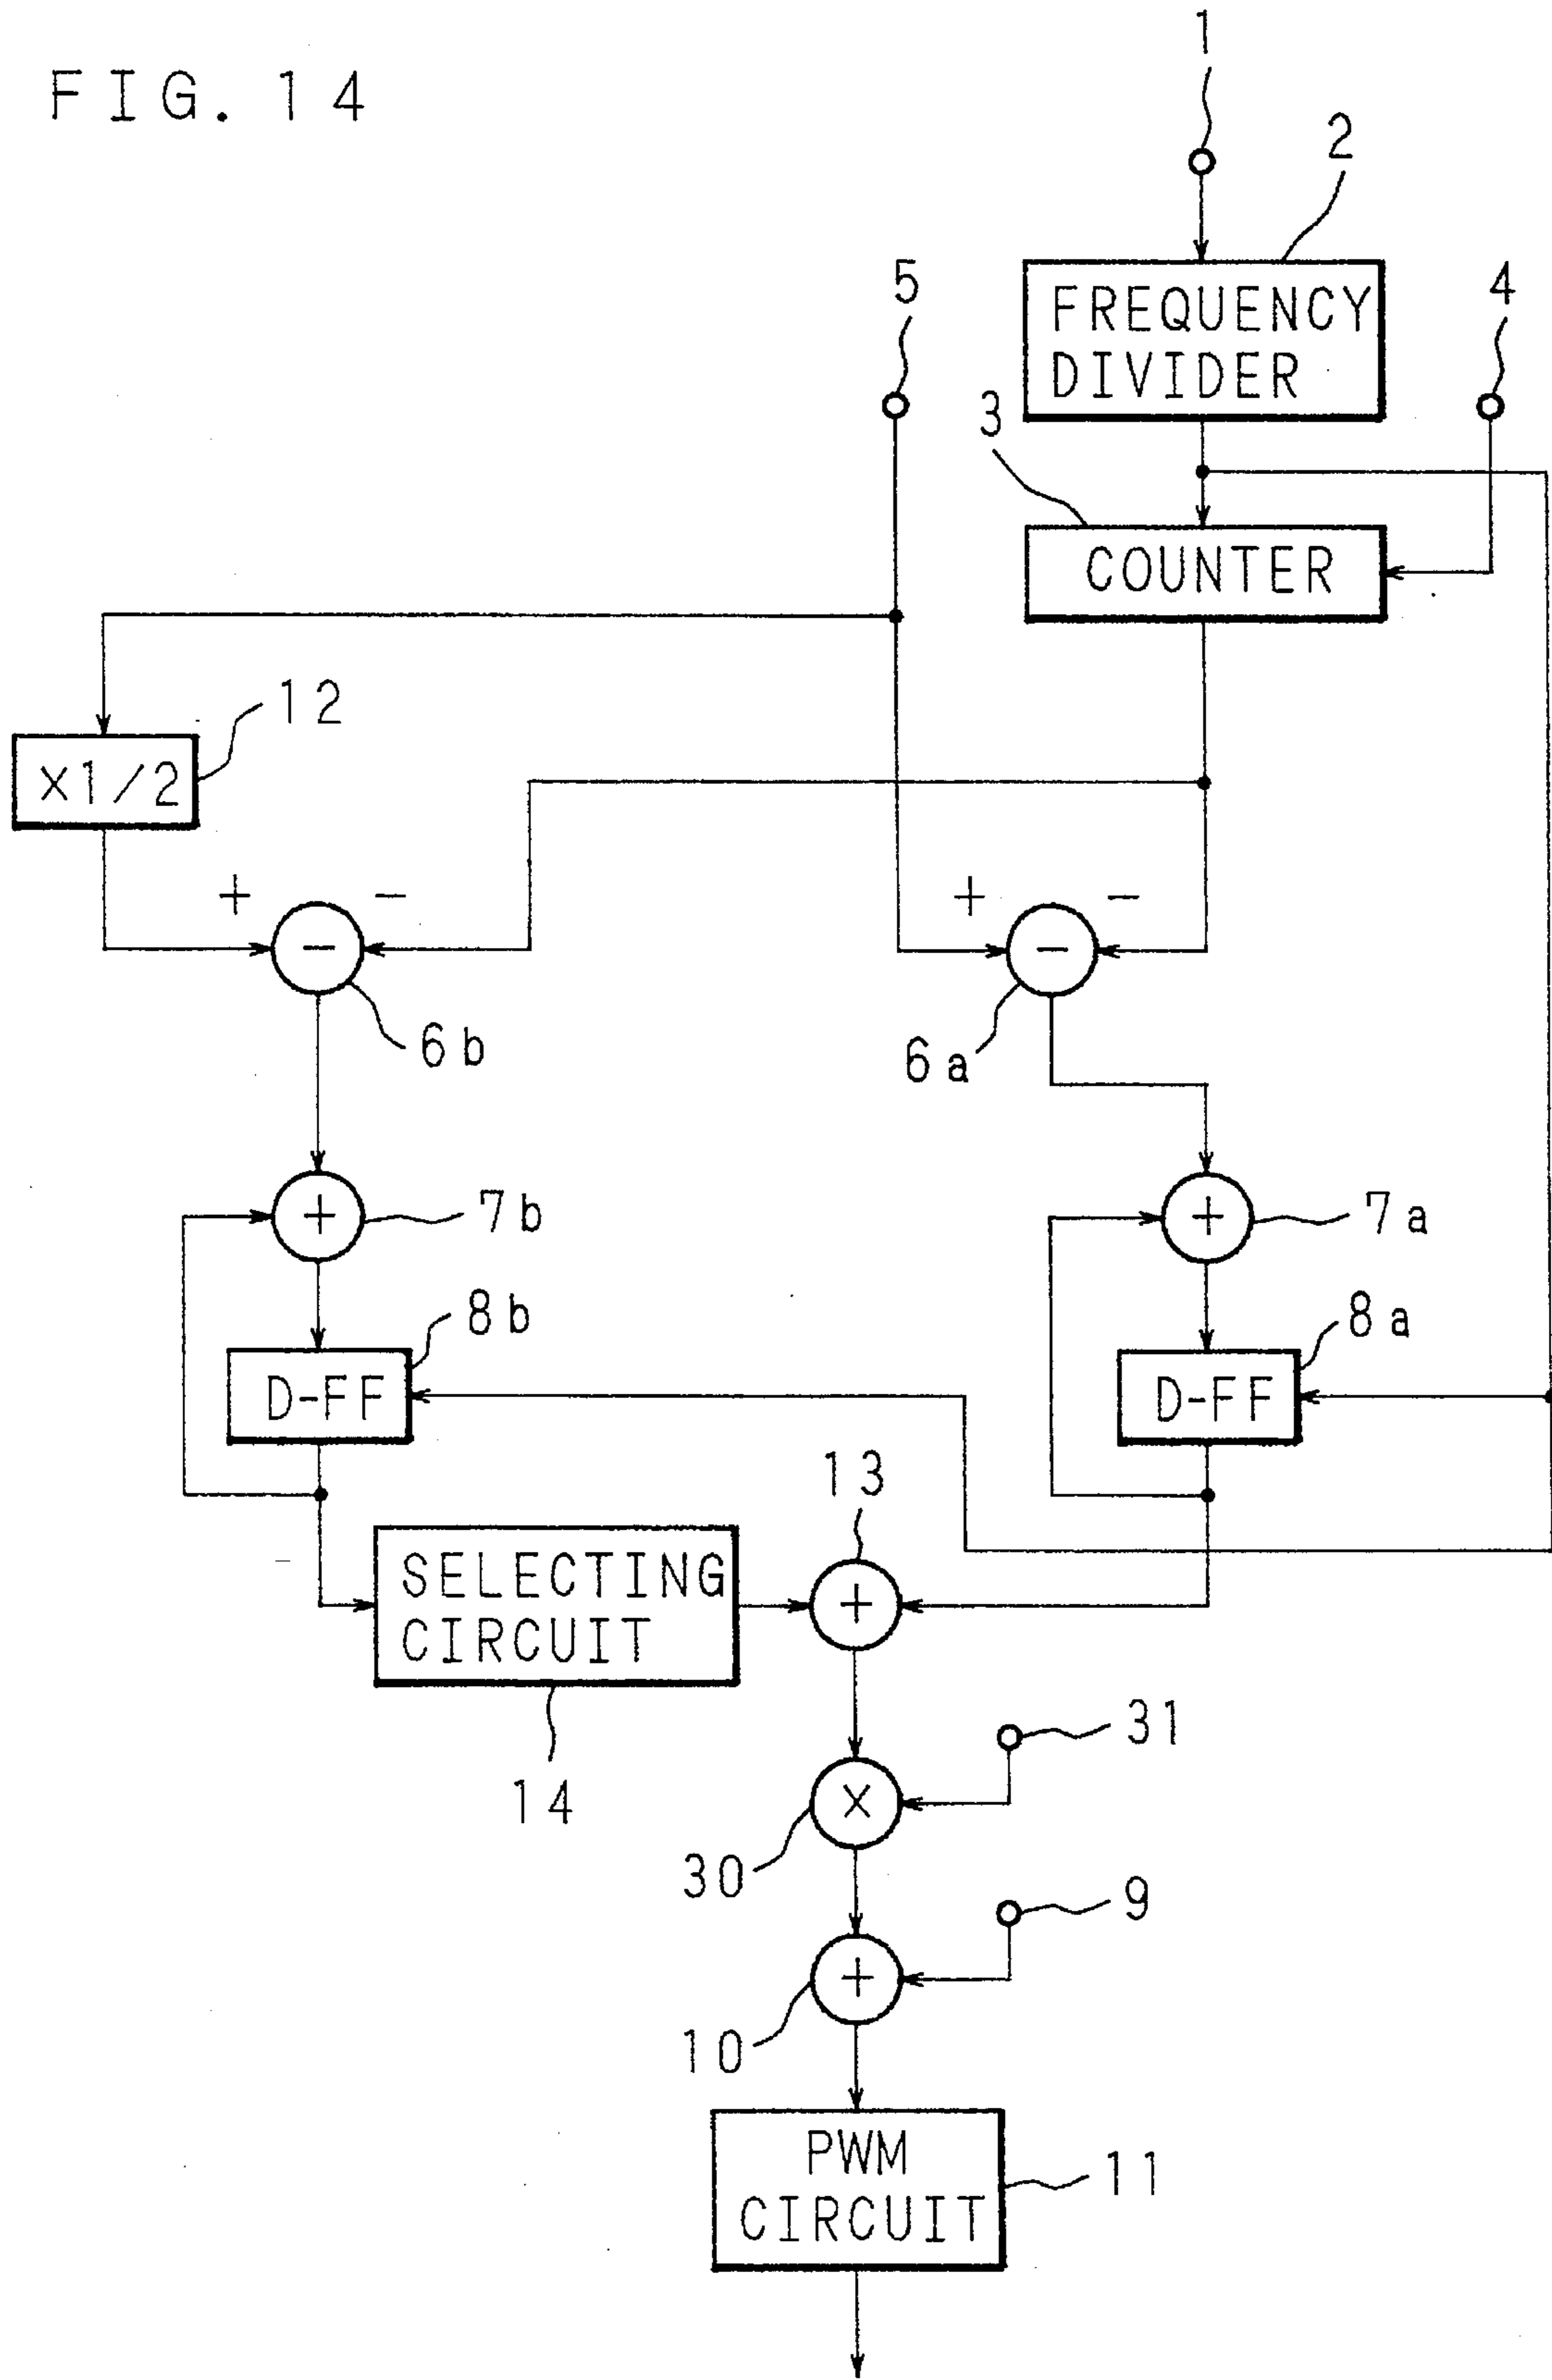 FIG. 14
1
2
FREQUENCY
DIVIDER
5
4
3
COUNTER
12
×1/2
+ −
−
6b
+ −
−
6a
+
7b
+
7a
8b
D-FF
8a
D-FF
13
SELECTING
CIRCUIT
+
14
31
×
30
9
+
10
PWM
CIRCUIT
11